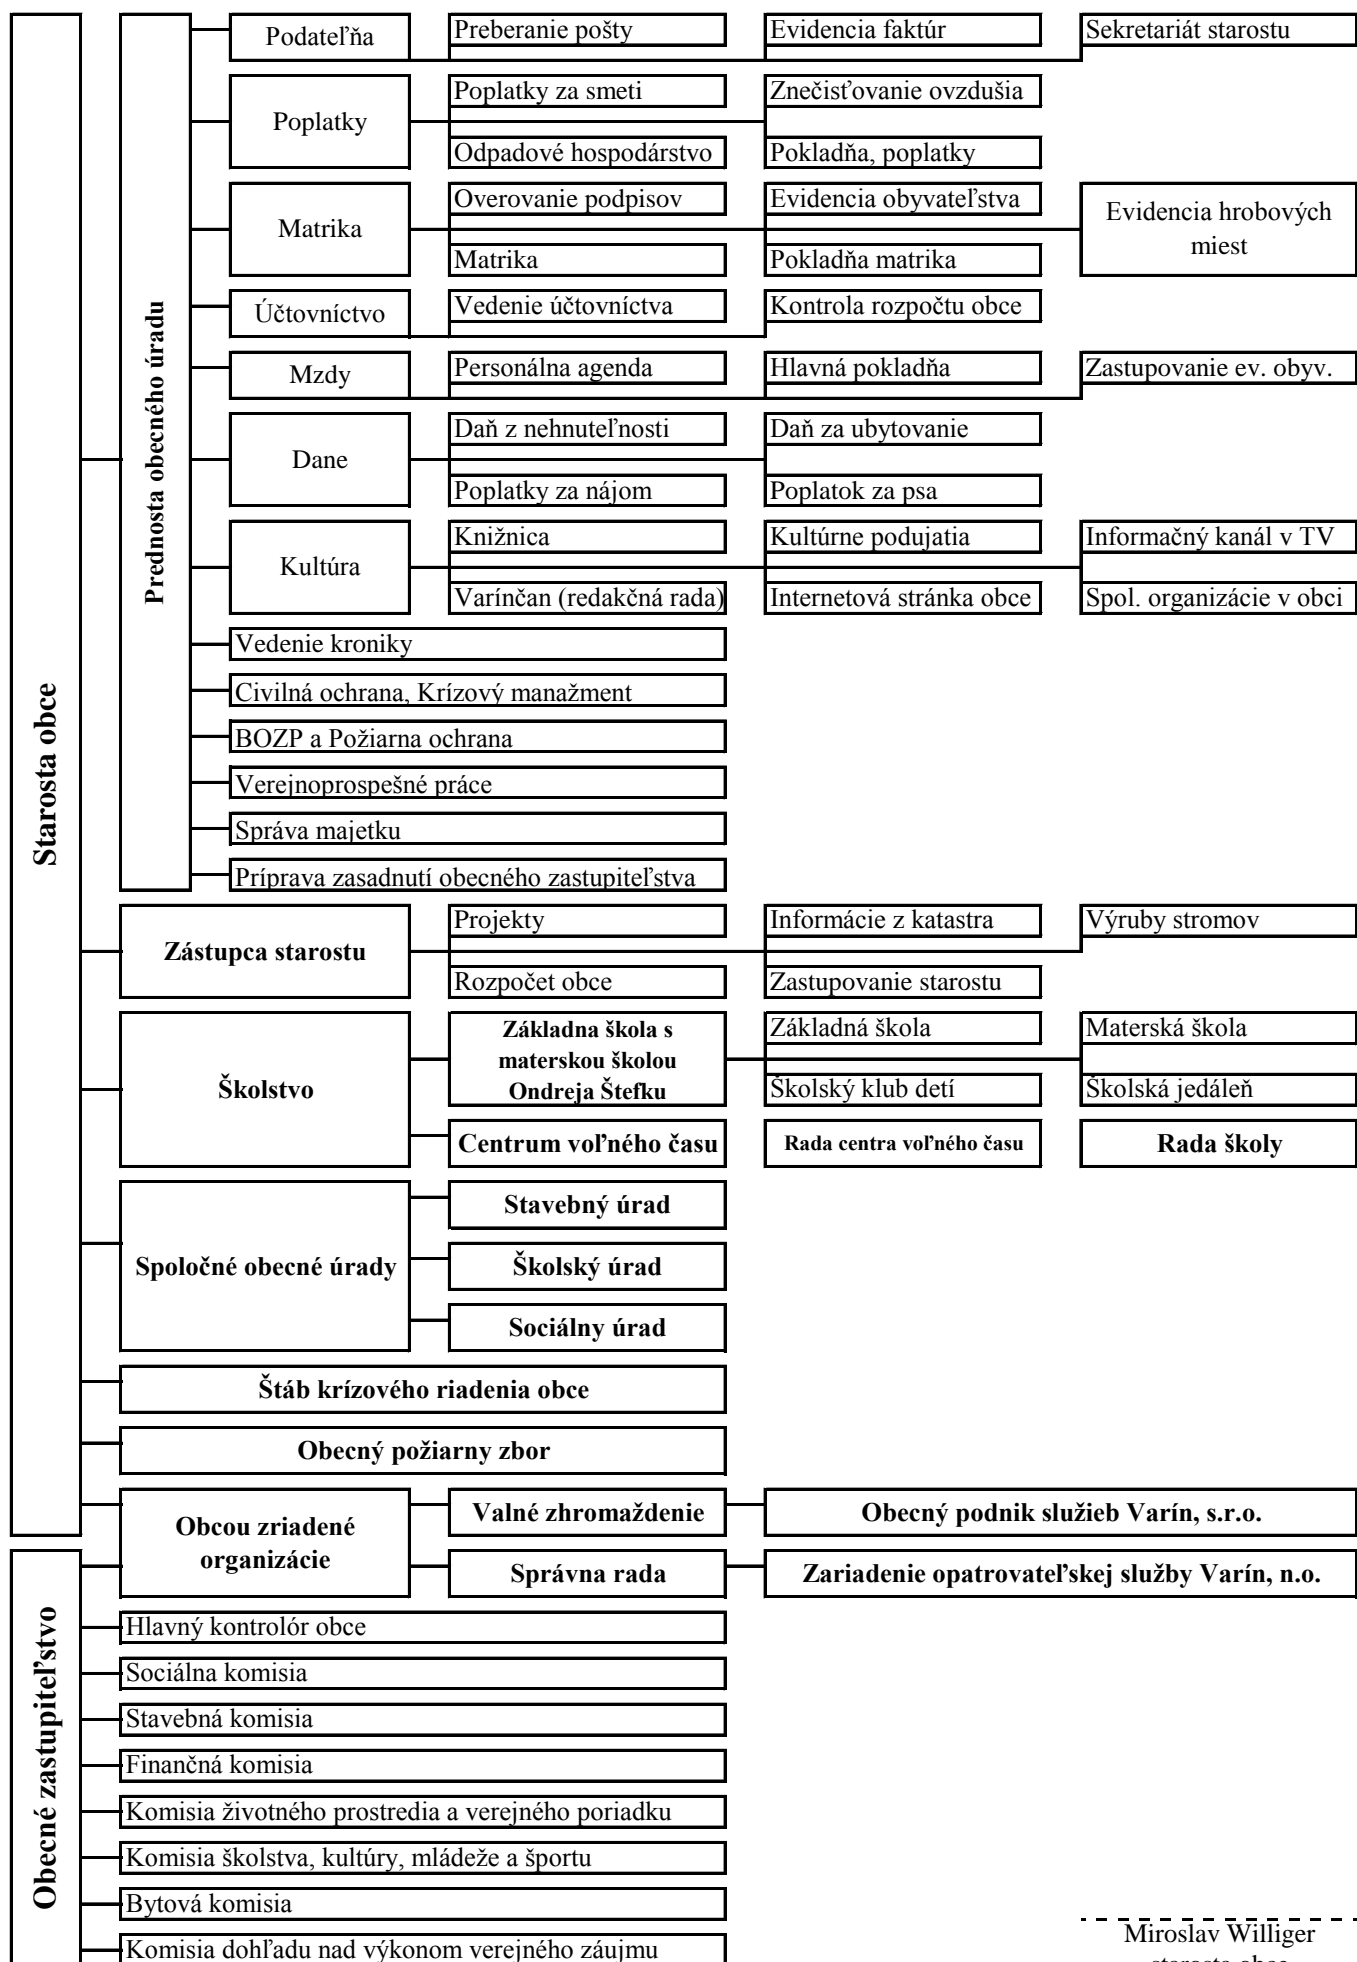 Starosta obce
Prednosta obecného úradu
Podateľňa
Preberanie pošty
Evidencia faktúr
Sekretariát starostu
Poplatky
Poplatky za smeti
Znečisťovanie ovzdušia
Odpadové hospodárstvo
Pokladňa, poplatky
Matrika
Overovanie podpisov
Evidencia obyvateľstva
Evidencia hrobových
miest
Matrika
Pokladňa matrika
Účtovníctvo
Vedenie účtovníctva
Kontrola rozpočtu obce
Mzdy
Personálna agenda
Hlavná pokladňa
Zastupovanie ev. obyv.
Dane
Daň z nehnuteľnosti
Daň za ubytovanie
Poplatky za nájom
Poplatok za psa
Kultúra
Knižnica
Kultúrne podujatia
Informačný kanál v TV
Varínčan (redakčná rada)
Internetová stránka obce
Spol. organizácie v obci
Vedenie kroniky
Civilná ochrana, Krízový manažment
BOZP a Požiarna ochrana
Verejnoprospešné práce
Správa majetku
Príprava zasadnutí obecného zastupiteľstva
Zástupca starostu
Projekty
Informácie z katastra
Výruby stromov
Rozpočet obce
Zastupovanie starostu
Školstvo
Základna škola s
materskou školou
Ondreja Štefku
Základná škola
Materská škola
Školský klub detí
Školská jedáleň
Centrum voľného času
Rada centra voľného času
Rada školy
Spoločné obecné úrady
Stavebný úrad
Školský úrad
Sociálny úrad
Štáb krízového riadenia obce
Obecný požiarny zbor
Obcou zriadené
organizácie
Valné zhromaždenie
Obecný podnik služieb Varín, s.r.o.
Správna rada
Zariadenie opatrovateľskej služby Varín, n.o.
Obecné zastupiteľstvo
Hlavný kontrolór obce
Sociálna komisia
Stavebná komisia
Finančná komisia
Komisia životného prostredia a verejného poriadku
Komisia školstva, kultúry, mládeže a športu
Bytová komisia
Komisia dohľadu nad výkonom verejného záujmu
Miroslav Williger
starosta obce